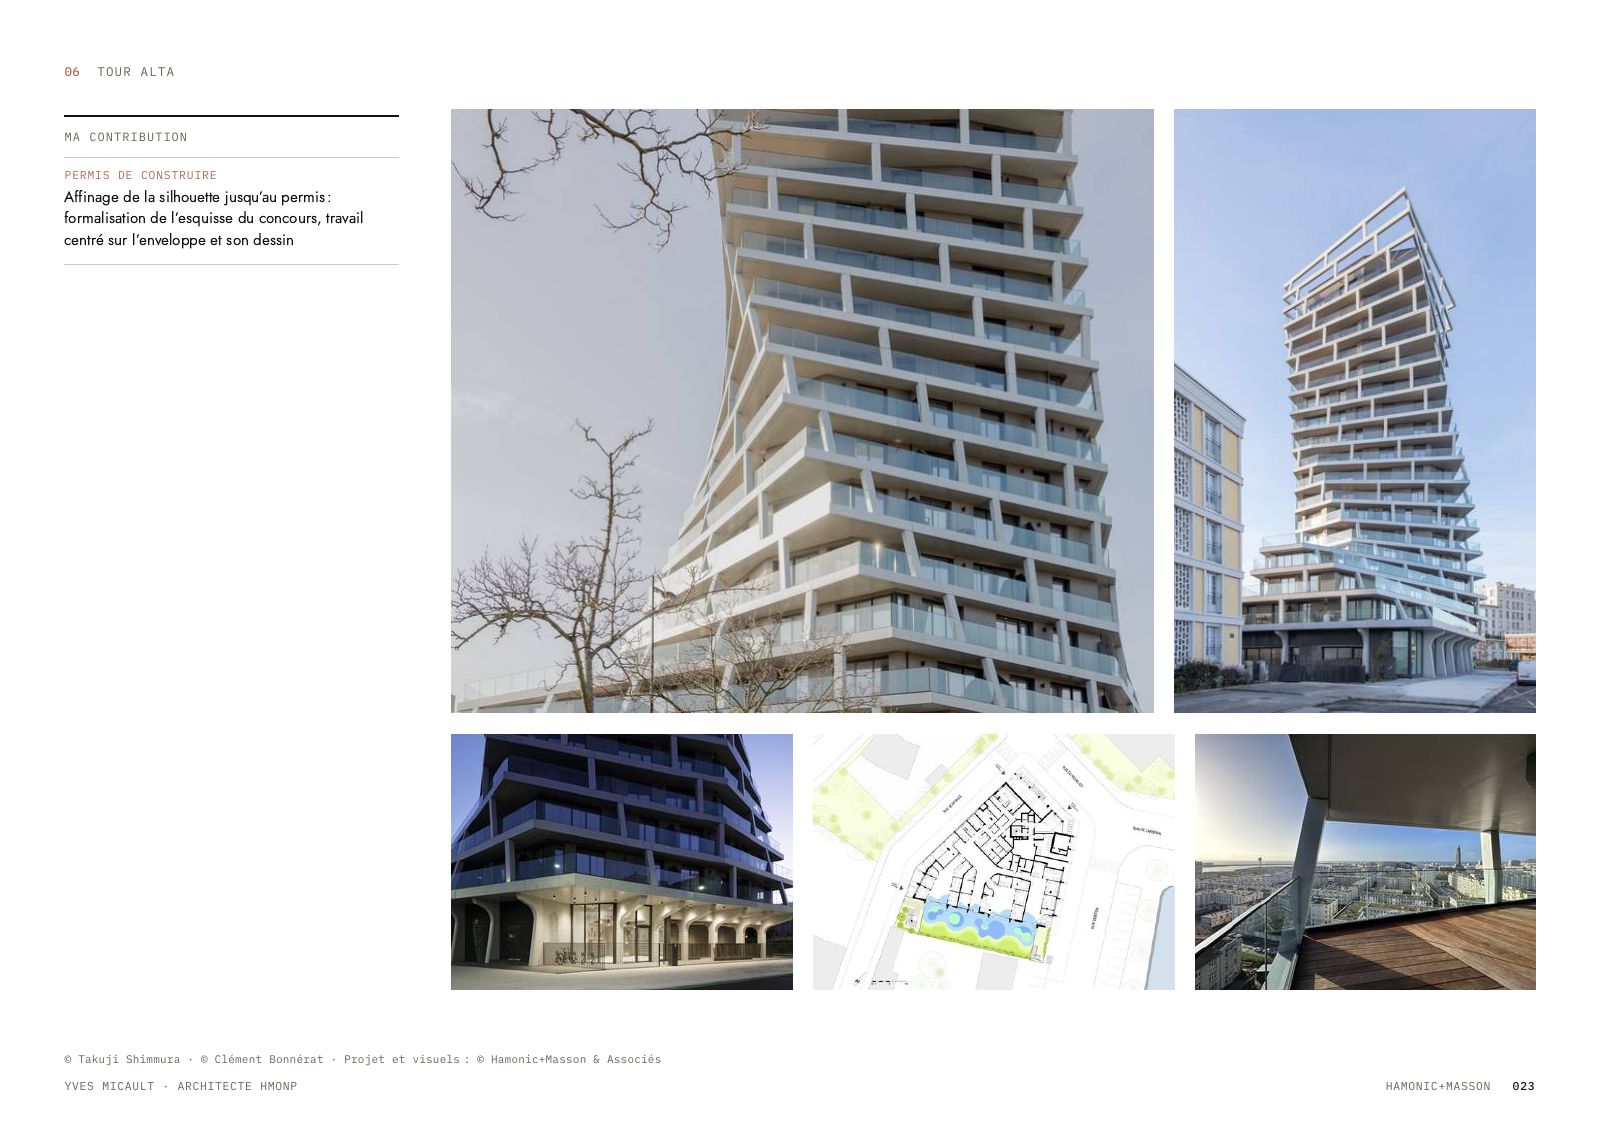 06 TOUR ALTA
MA CONTRIBUTION
PERMIS DE CONSTRUIRE
Affinage de la silhouette jusqu’au permis :
formalisation de l’esquisse du concours, travail
centré sur l’enveloppe et son dessin
© Takuji Shimmura · © Clément Bonnérat · Projet et visuels : © Hamonic+Masson & Associés
YVES MICAULT · ARCHITECTE HMONP
HAMONIC+MASSON 023